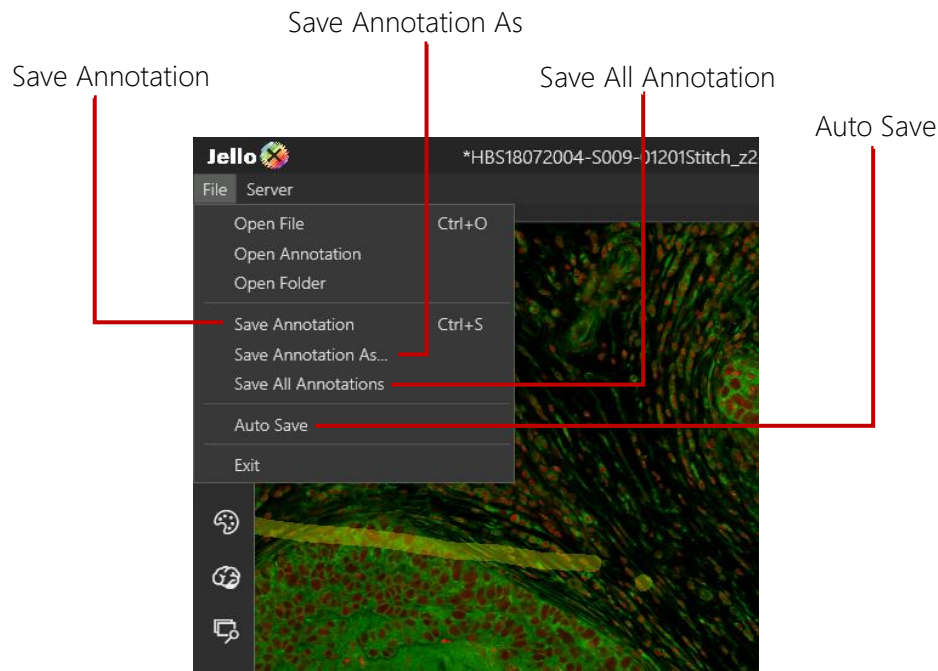 Save Annotation As
Save Annotation
Save All Annotation
Auto Save
Jello
*HBS18072004-S009-01201Stitch_z2
File Server
Open File Ctrl+O
Open Annotation
Open Folder
Save Annotation Ctrl+S
Save Annotation As...
Save All Annotations
Auto Save
Exit